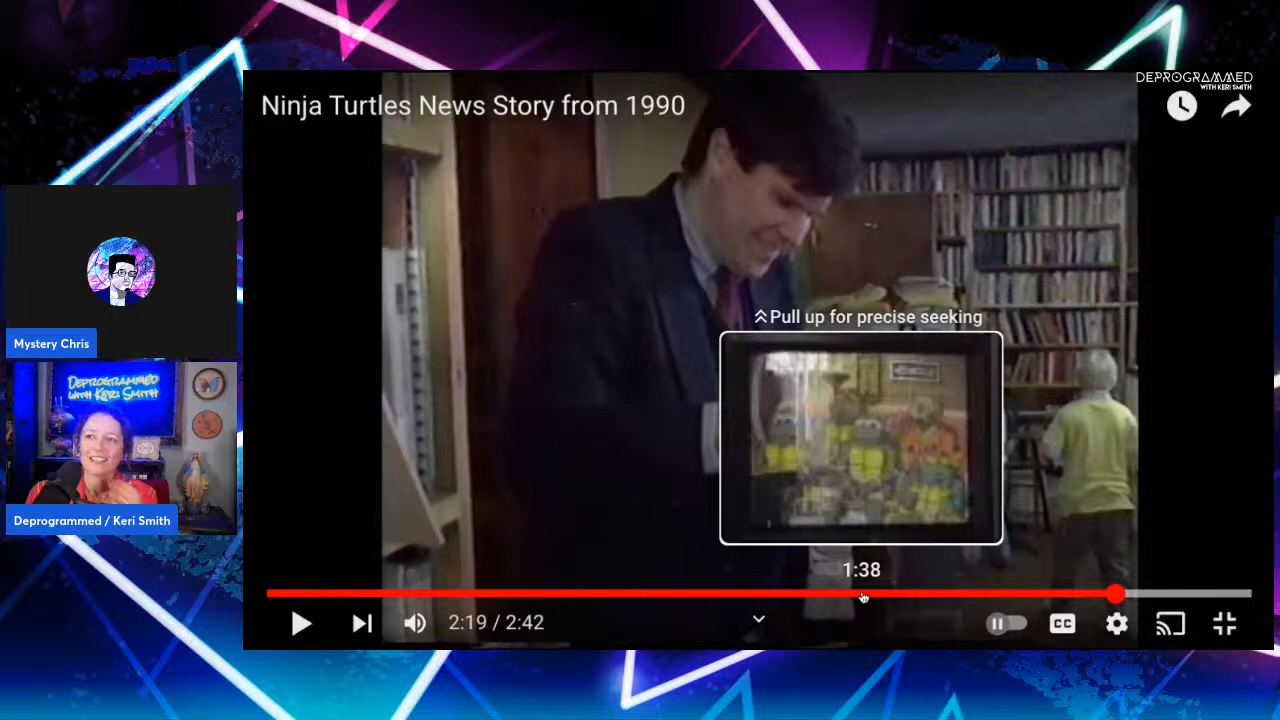 DEPROGRAMMED
WITH KERI SMITH
Ninja Turtles News Story from 1990
Pull up for precise seeking
Mystery Chris
DEPROGRAMMED
WITH KERI SMITH
Deprogrammed / Keri Smith
1:38
2:19 / 2:42
CC